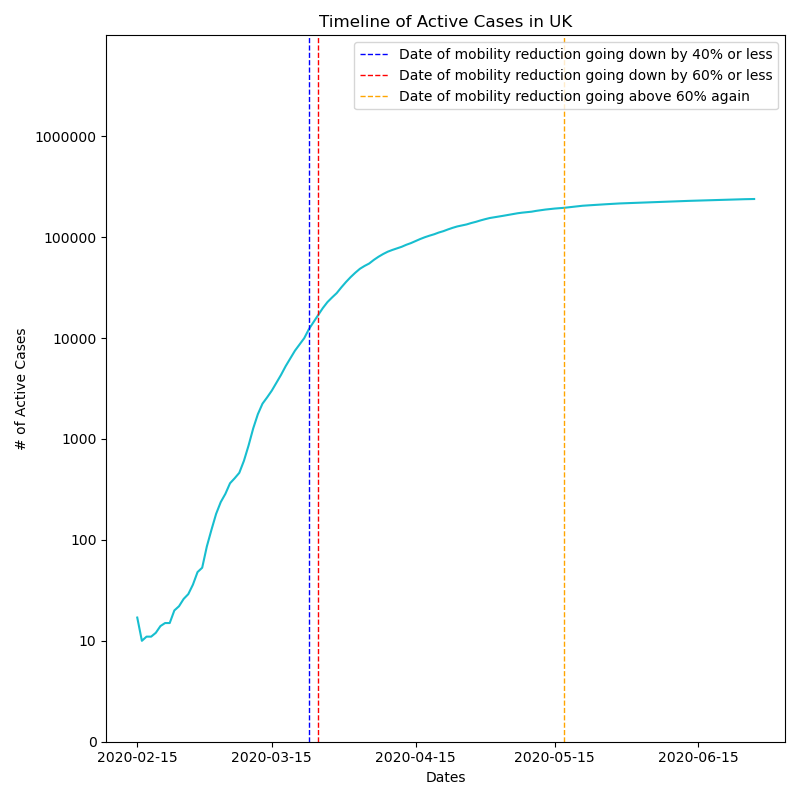 Timeline of Active Cases in UK
Date of mobility reduction going down by 40% or less
Date of mobility reduction going down by 60% or less
Date of mobility reduction going above 60% again
1000000
100000
10000
1000
100
10
0
# of Active Cases
2020-02-15 2020-03-15 2020-04-15 2020-05-15 2020-06-15
Dates